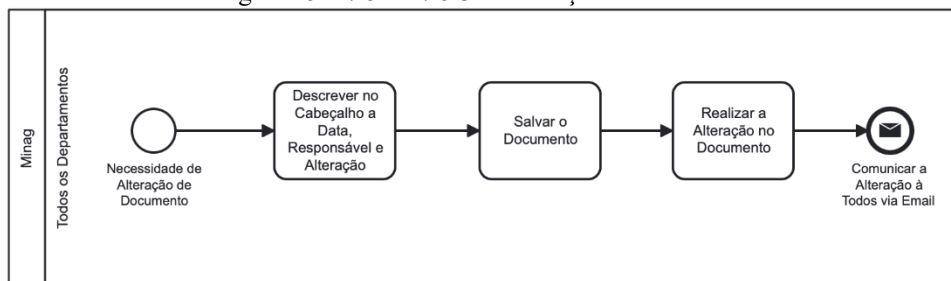 Minag
Todos os Departamentos
Necessidade de
Alteração de
Documento
Descrever no
Cabeçalho a
Data,
Responsável e
Alteração
Salvar o
Documento
Realizar a
Alteração no
Documento
Comunicar a
Alteração à
Todos via Email